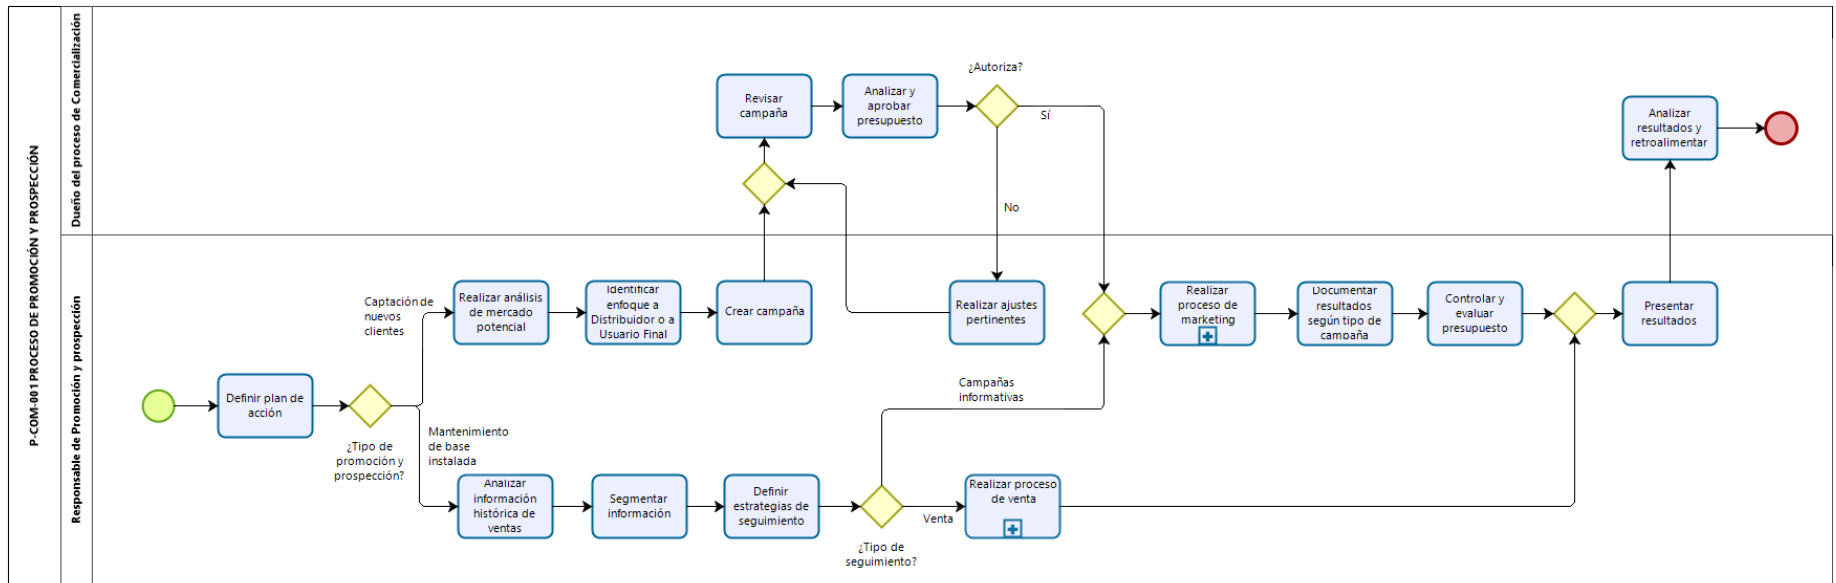 P-COM-001 PROCESO DE PROMOCIÓN Y PROSPECCIÓN
Dueño del proceso de Comercialización
Revisar
campaña
Analizar y
aprobar
presupuesto
¿Autoriza?
Sí
No
Analizar
resultados y
retroalimentar
Responsable de Promoción y prospección
Definir plan de
acción
¿Tipo de
promoción y
prospección?
Captación de
nuevos
clientes
Realizar análisis
de mercado
potencial
Identificar
enfoque a
Distribuidor o a
Usuario Final
Crear campaña
Realizar ajustes
pertinentes
Realizar
proceso de
marketing
Documentar
resultados
según tipo de
campaña
Controlar y
evaluar
presupuesto
Presentar
resultados
Mantenimiento
de base
instalada
Analizar
información
histórica de
ventas
Segmentar
información
Definir
estrategias de
seguimiento
¿Tipo de
seguimiento?
Campañas
informativas
Venta
Realizar proceso
de venta